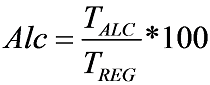 Alc = T_ALC / T_REG * 100